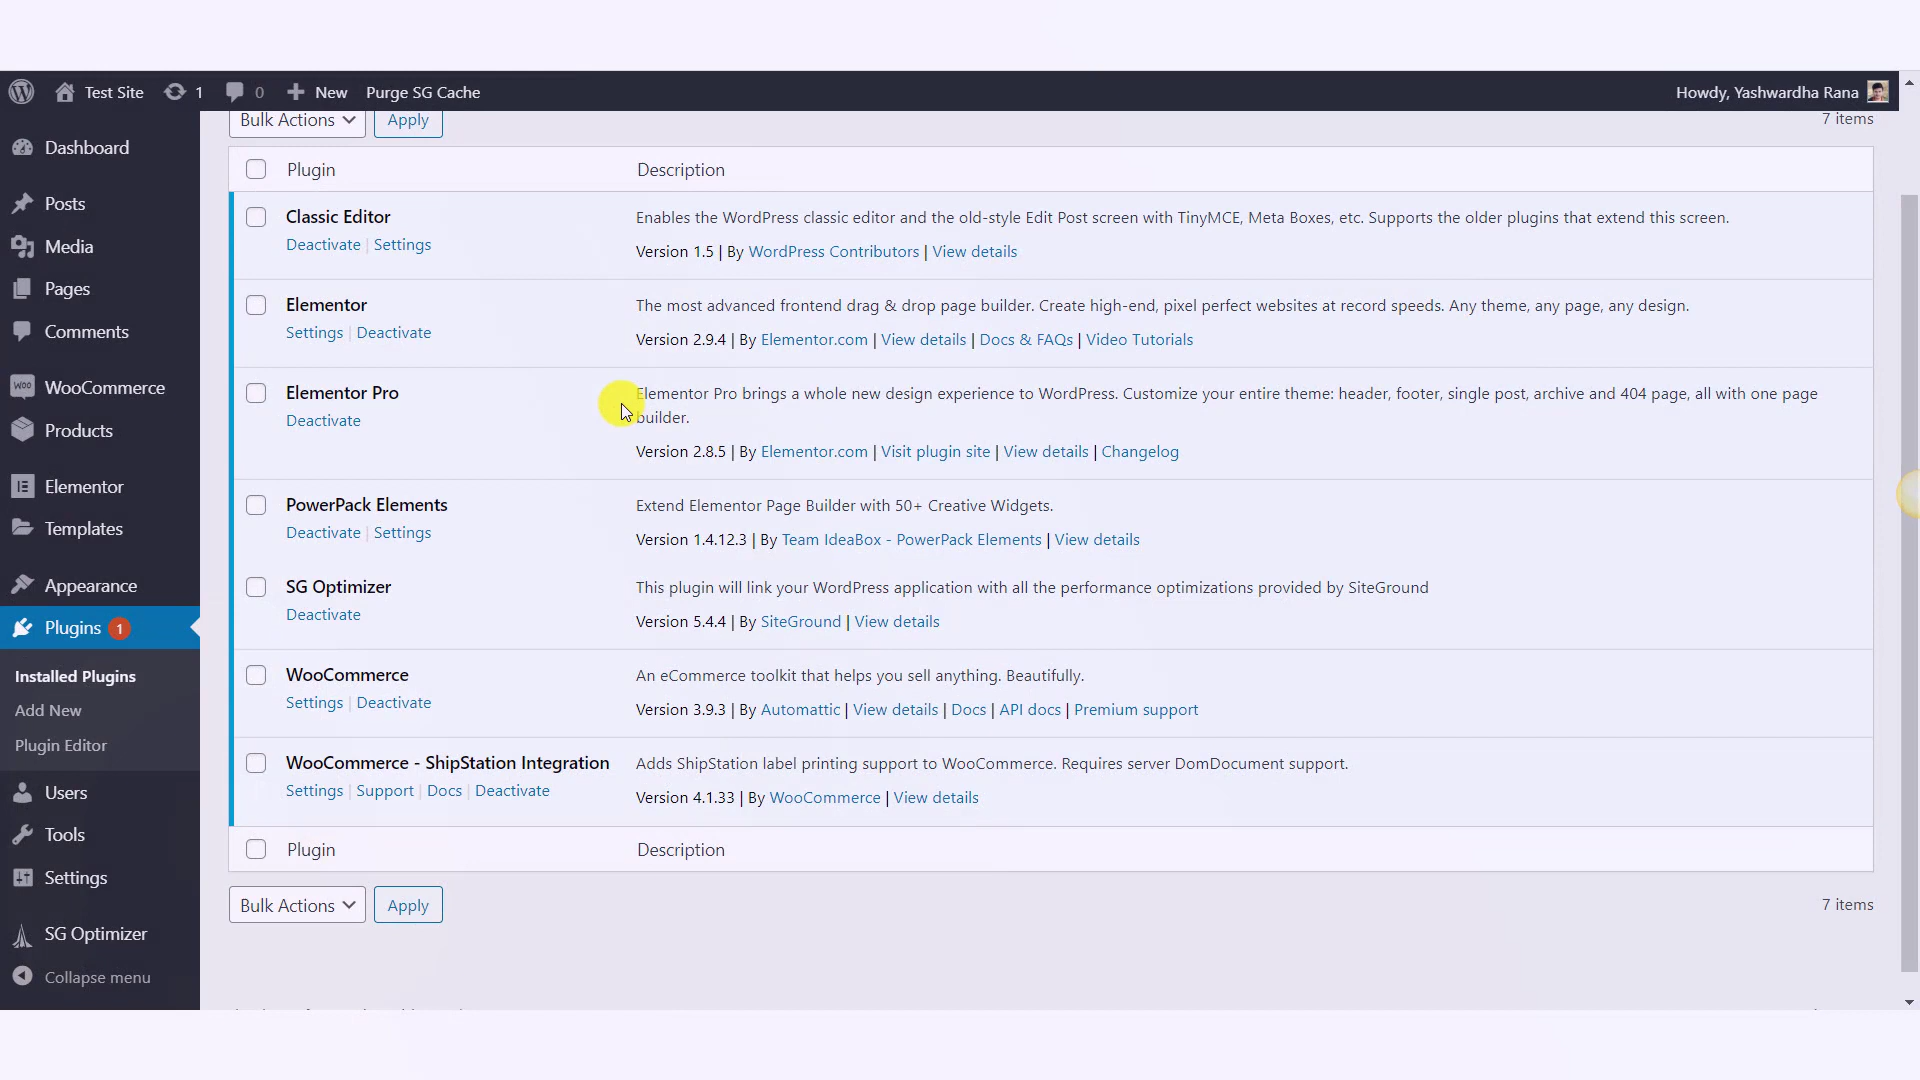 Test Site 1 0 New Purge SG Cache Howdy, Yashwardha Rana
Bulk Actions Apply 7 items
Dashboard
Posts
Media
Pages
Comments
WOO WooCommerce
Products
Elementor
Templates
Appearance
Plugins 1
Installed Plugins
Add New
Plugin Editor
Users
Tools
Settings
SG Optimizer
Collapse menu
Plugin Description
Classic Editor
Deactivate | Settings
Enables the WordPress classic editor and the old-style Edit Post screen with TinyMCE, Meta Boxes, etc. Supports the older plugins that extend this screen.
Version 1.5 | By WordPress Contributors | View details
Elementor
Settings | Deactivate
The most advanced frontend drag & drop page builder. Create high-end, pixel perfect websites at record speeds. Any theme, any page, any design.
Version 2.9.4 | By Elementor.com | View details | Docs & FAQs | Video Tutorials
Elementor Pro
Deactivate
Elementor Pro brings a whole new design experience to WordPress. Customize your entire theme: header, footer, single post, archive and 404 page, all with one page
builder.
Version 2.8.5 | By Elementor.com | Visit plugin site | View details | Changelog
PowerPack Elements
Deactivate | Settings
Extend Elementor Page Builder with 50+ Creative Widgets.
Version 1.4.12.3 | By Team IdeaBox - PowerPack Elements | View details
SG Optimizer
Deactivate
This plugin will link your WordPress application with all the performance optimizations provided by SiteGround
Version 5.4.4 | By SiteGround | View details
WooCommerce
Settings | Deactivate
An eCommerce toolkit that helps you sell anything. Beautifully.
Version 3.9.3 | By Automattic | View details | Docs | API docs | Premium support
WooCommerce - ShipStation Integration
Settings | Support | Docs | Deactivate
Adds ShipStation label printing support to WooCommerce. Requires server DomDocument support.
Version 4.1.33 | By WooCommerce | View details
Plugin Description
Bulk Actions Apply 7 items